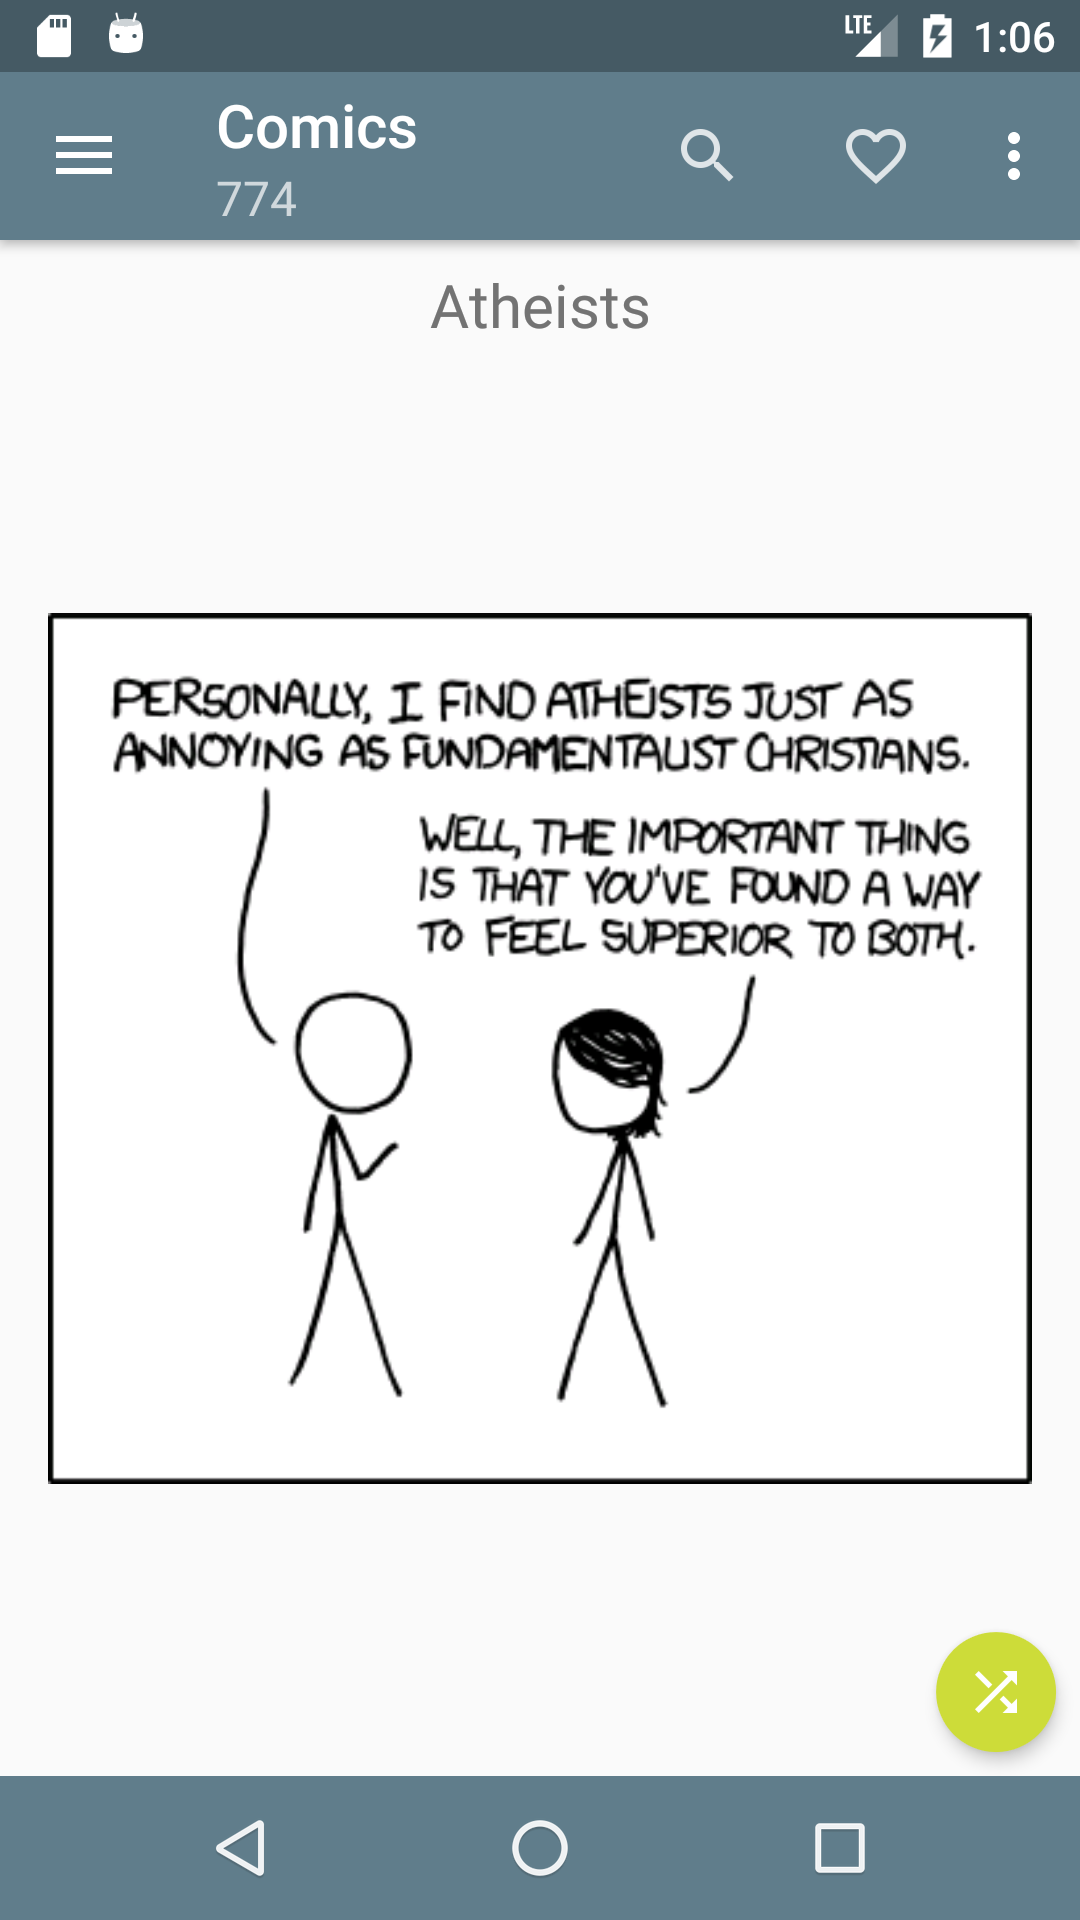 LTE 1:06
Comics
774
Atheists
PERSONALLY, I FIND ATHEISTS JUST AS
ANNOYING AS FUNDAMENTALIST CHRISTIANS.
WELL, THE IMPORTANT THING
IS THAT YOU'VE FOUND A WAY
TO FEEL SUPERIOR TO BOTH.